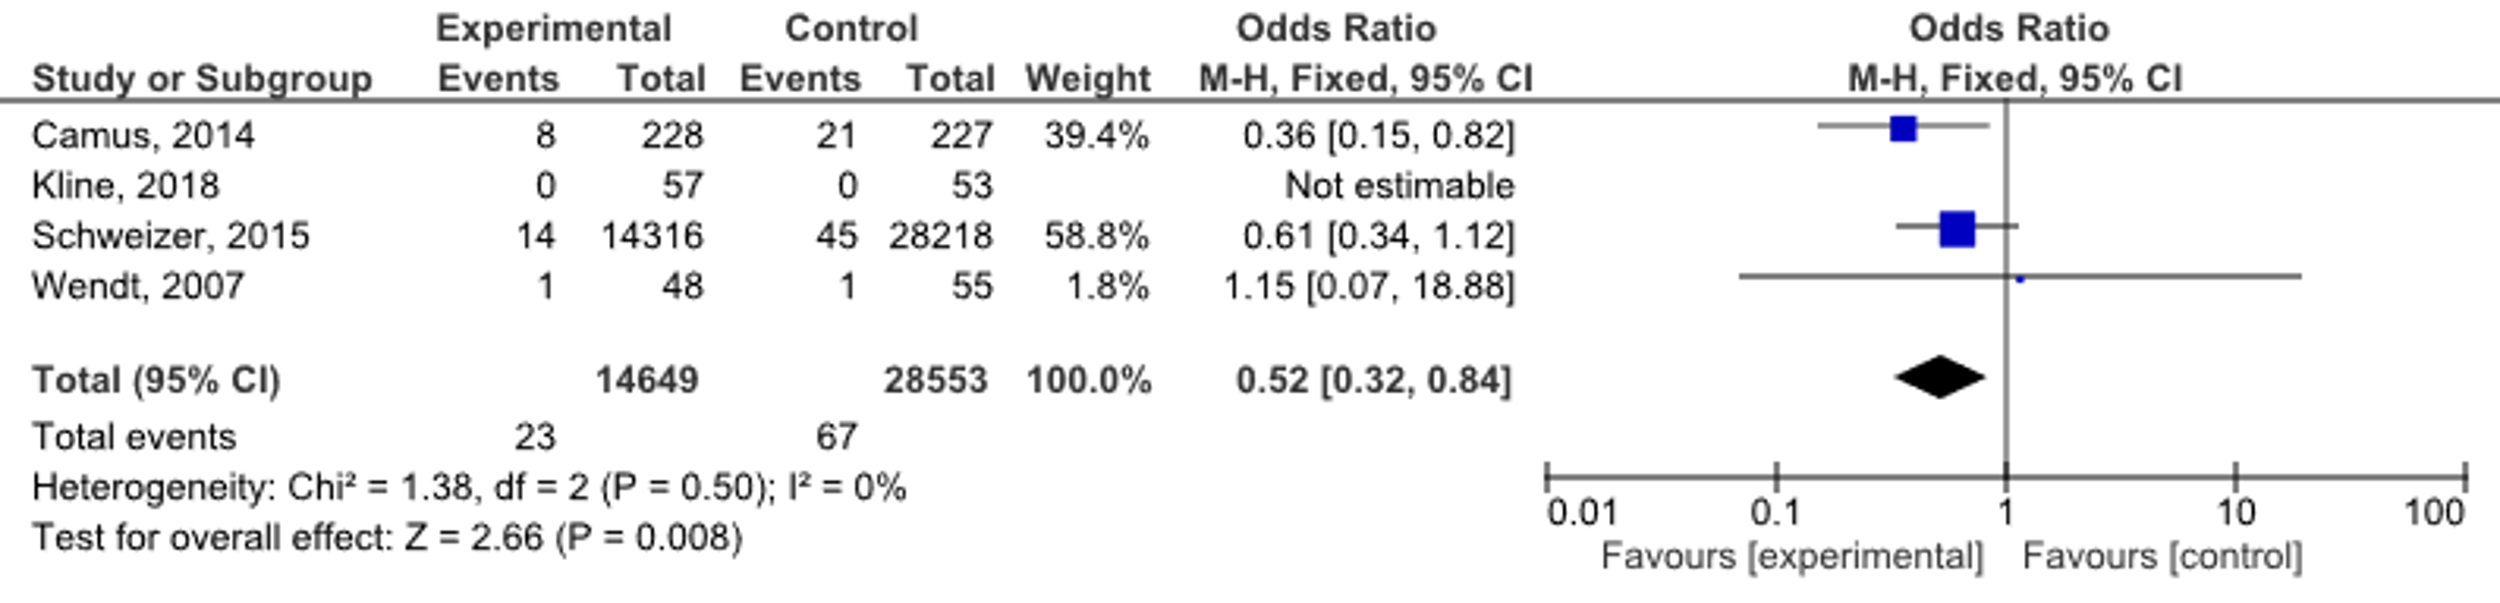 Experimental Control Odds Ratio Odds Ratio
Study or Subgroup Events Total Events Total Weight M-H, Fixed, 95% CI M-H, Fixed, 95% CI
Camus, 2014 8 228 21 227 39.4% 0.36 [0.15, 0.82]
Kline, 2018 0 57 0 53 Not estimable
Schweizer, 2015 14 14316 45 28218 58.8% 0.61 [0.34, 1.12]
Wendt, 2007 1 48 1 55 1.8% 1.15 [0.07, 18.88]
Total (95% CI) 14649 28553 100.0% 0.52 [0.32, 0.84]
Total events 23 67
Heterogeneity: Chi² = 1.38, df = 2 (P = 0.50); I² = 0%
Test for overall effect: Z = 2.66 (P = 0.008)
0.01 0.1 1 10 100
Favours [experimental] Favours [control]